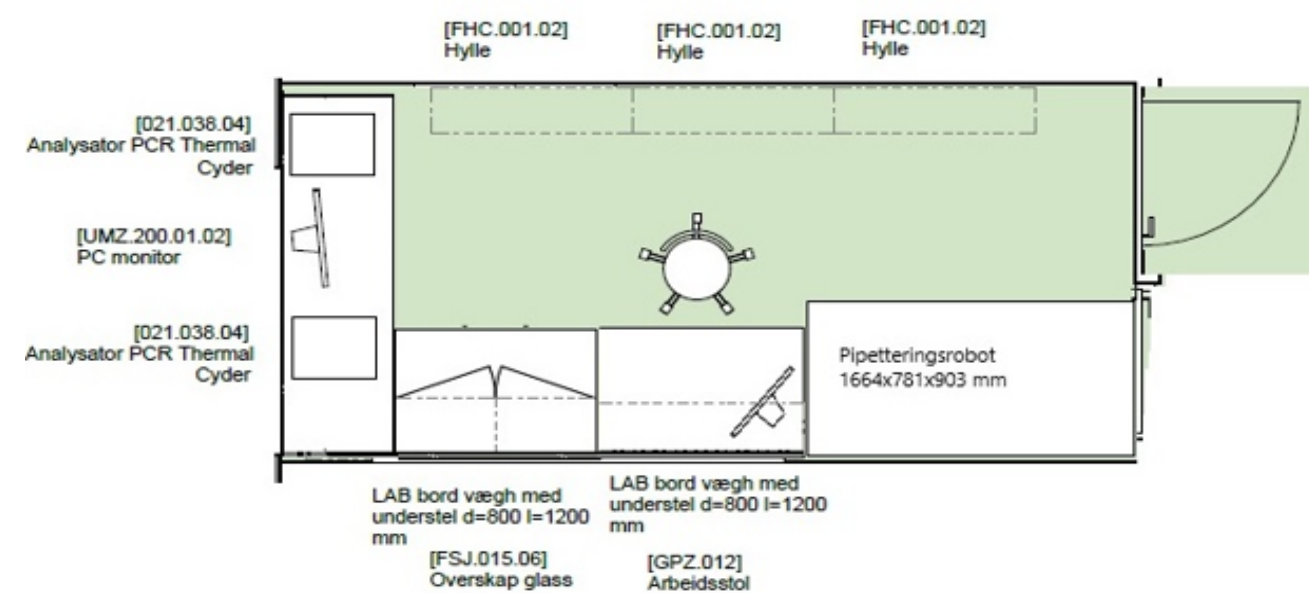 [FHC.001.02]
Hylle
[FHC.001.02]
Hylle
[FHC.001.02]
Hylle
[021.038.04]
Analysator PCR Thermal
Cyder
[UMZ.200.01.02]
PC monitor
[021.038.04]
Analysator PCR Thermal
Cyder
Pipetteringsrobot
1664x781x903 mm
LAB bord vægh med
understel d=800 l=1200
mm
[FSJ.015.06]
Overskap glass
LAB bord vægh med
understel d=800 l=1200
mm
[GPZ.012]
Arbeidsstol